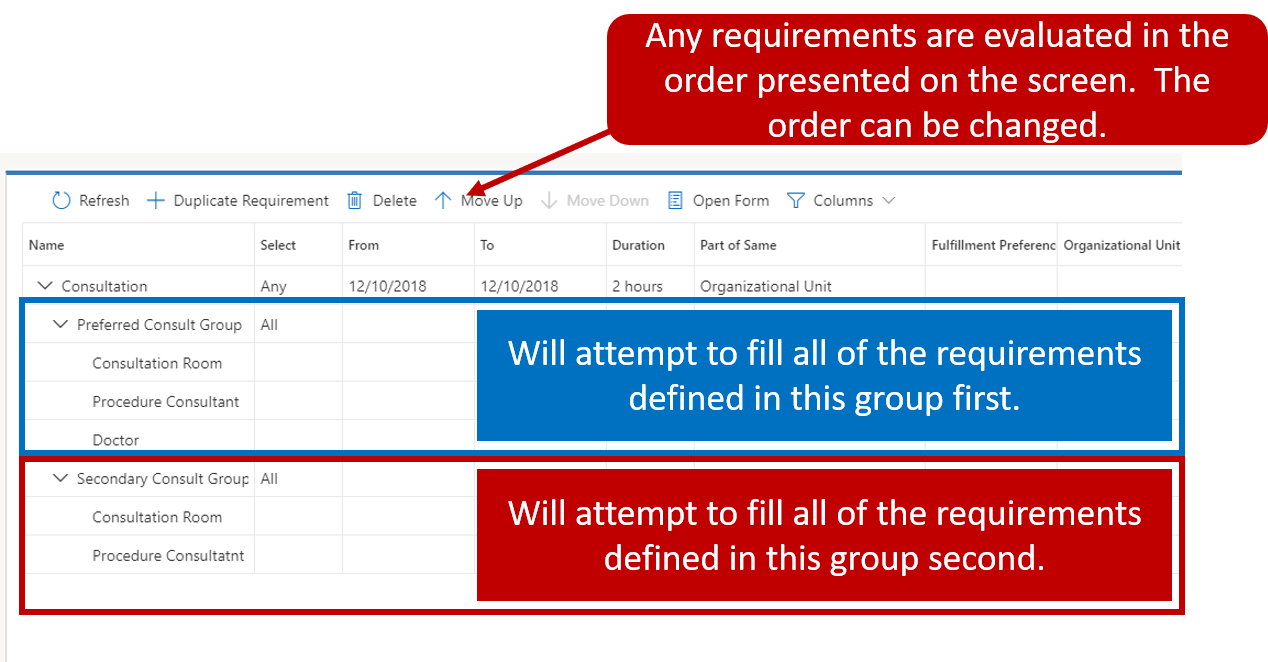 Any requirements are evaluated in the
order presented on the screen.  The
order can be changed.
Refresh Duplicate Requirement Delete Move Up Move Down Open Form Columns
Name Select From To Duration Part of Same Fulfillment Preferenc Organizational Unit
Consultation Any 12/10/2018 12/10/2018 2 hours Organizational Unit
Preferred Consult Group All
Consultation Room
Procedure Consultant
Doctor
Will attempt to fill all of the requirements
defined in this group first.
Secondary Consult Group All
Consultation Room
Procedure Consultatnt
Will attempt to fill all of the requirements
defined in this group second.